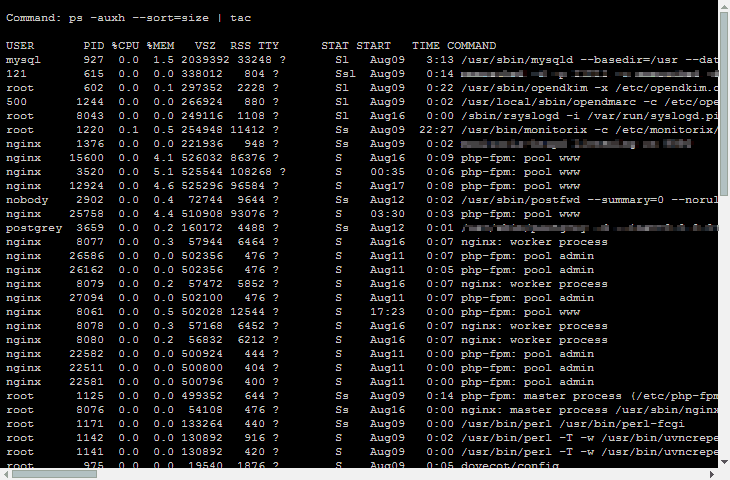 Command: ps -auxh --sort=size | tac
USER PID %CPU %MEM VSZ RSS TTY STAT START TIME COMMAND
mysql 927 0.0 1.5 2039392 33248 ? Sl Aug09 3:13 /usr/sbin/mysqld --basedir=/usr --dat
121 615 0.0 0.0 338012 804 ? Ssl Aug09 0:14
root 602 0.0 0.1 297352 2228 ? Sl Aug09 0:22 /usr/sbin/opendkim -x /etc/opendkim.c
500 1244 0.0 0.0 266924 880 ? Sl Aug09 0:02 /usr/local/sbin/opendmarc -c /etc/ope
root 8043 0.0 0.0 249116 1108 ? Sl Aug16 0:00 /sbin/rsyslogd -i /var/run/syslogd.pi
root 1220 0.1 0.5 254948 11412 ? Ss Aug09 22:27 /usr/bin/monitorix -c /etc/monitorix/
nginx 1376 0.0 0.0 221936 948 ? Ss Aug09 0:02
nginx 15600 0.0 4.1 526032 86376 ? S Aug16 0:09 php-fpm: pool www
nginx 3520 0.0 5.1 525544 108268 ? S 00:35 0:06 php-fpm: pool www
nginx 12924 0.0 4.6 525296 96584 ? S Aug17 0:08 php-fpm: pool www
nobody 2902 0.0 0.4 72744 9644 ? Ss Aug12 0:02 /usr/sbin/postfwd --summary=0 --norul
nginx 25758 0.0 4.4 510908 93076 ? S 03:30 0:03 php-fpm: pool www
postgrey 3659 0.0 0.2 160172 4488 ? Ss Aug12 0:01
nginx 8077 0.0 0.3 57944 6464 ? S Aug16 0:07 nginx: worker process
nginx 26586 0.0 0.0 502356 476 ? S Aug11 0:07 php-fpm: pool admin
nginx 26162 0.0 0.0 502356 476 ? S Aug11 0:05 php-fpm: pool admin
nginx 8079 0.0 0.2 57472 5852 ? S Aug16 0:07 nginx: worker process
nginx 27094 0.0 0.0 502100 476 ? S Aug11 0:07 php-fpm: pool admin
nginx 8061 0.0 0.5 502028 12544 ? S 17:23 0:00 php-fpm: pool www
nginx 8078 0.0 0.3 57168 6452 ? S Aug16 0:07 nginx: worker process
nginx 8080 0.0 0.2 56832 6212 ? S Aug16 0:07 nginx: worker process
nginx 22582 0.0 0.0 500924 444 ? S Aug11 0:00 php-fpm: pool admin
nginx 22511 0.0 0.0 500800 404 ? S Aug11 0:00 php-fpm: pool admin
nginx 22581 0.0 0.0 500796 400 ? S Aug11 0:00 php-fpm: pool admin
root 1125 0.0 0.0 499352 644 ? Ss Aug09 0:14 php-fpm: master process (/etc/php-fpm
root 8076 0.0 0.0 54108 476 ? Ss Aug16 0:00 nginx: master process /usr/sbin/nginx
root 1171 0.0 0.0 133264 440 ? Ss Aug09 0:00 /usr/bin/perl /usr/bin/perl-fcgi
root 1142 0.0 0.0 130892 916 ? S Aug09 0:02 /usr/bin/perl -T -w /usr/bin/uvncrepe
root 1141 0.0 0.0 130892 420 ? S Aug09 0:00 /usr/bin/perl -T -w /usr/bin/uvncrepe
root 975 0.0 0.0 19540 1876 ? S Aug09 0:05 dovecot/config